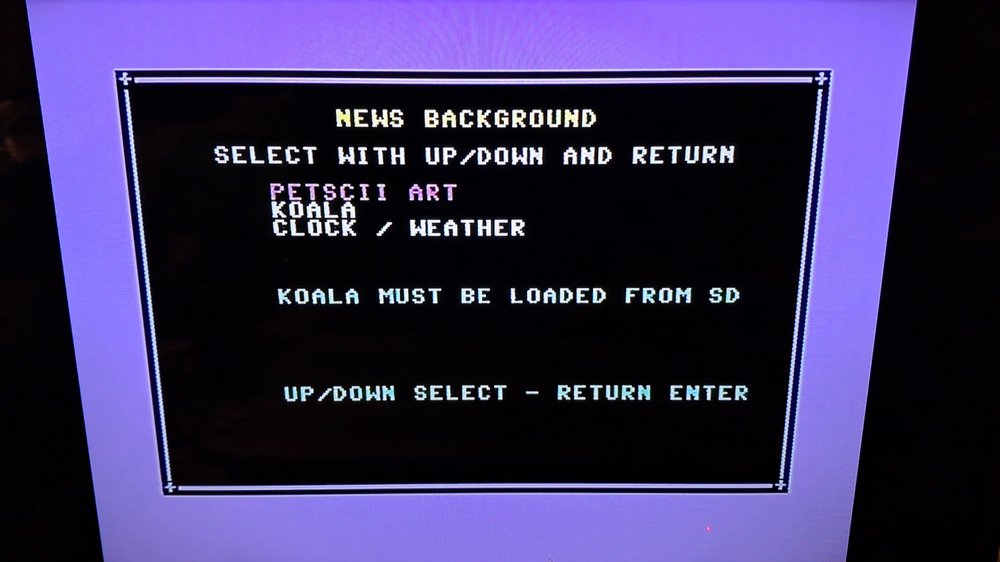 NEWS BACKGROUND
SELECT WITH UP/DOWN AND RETURN
PETSCII ART
KOALA
CLOCK / WEATHER
KOALA MUST BE LOADED FROM SD
UP/DOWN SELECT - RETURN ENTER